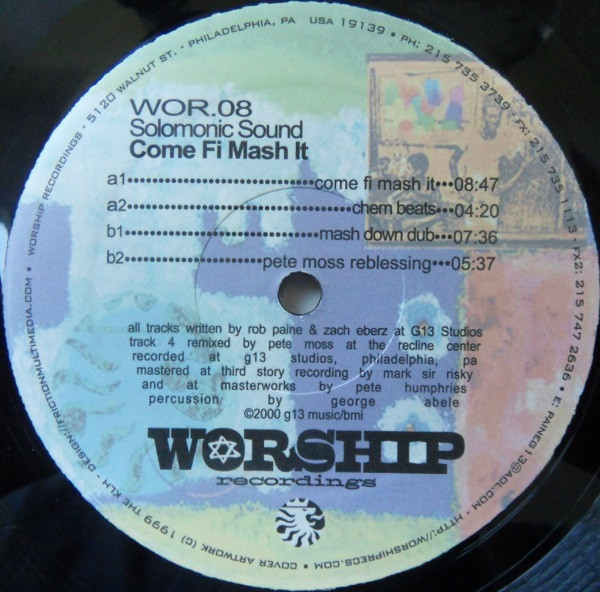 WORSHIP RECORDINGS - 5120 WALNUT ST. - PHILADELPHIA, PA USA 19139 • PH: 215 735 3739 - FX: 215 735 1113 - FX2: 215 747 2636 • E: PAINEG13@AOL.COM - HTTP://WORSHIPRECS.COM • COVER ARTWORK (C) 1999 THE KLH - DESIGN//FRICTIONMULTIMEDIA.COM •
WOR.08
Solomonic Sound
Come Fi Mash It
a1••••••••••••••••••••••••••••come fi mash it•••08:47
a2••••••••••••••••••••••••••••••••••chem beats•••04:20
b1•••••••••••••••••••••••••••••mash down dub•••07:36
b2••••••••••••••••••••pete moss reblessing•••05:37
all tracks written by rob paine & zach eberz at G13 Studios
track 4 remixed by pete moss at the recline center
recorded at g13 studios, philadelphia, pa
mastered at third story recording by mark sir risky
and at masterworks by pete humphries
percussion by george abele
©2000 g13 music/bmi
WORSHIP
recordings